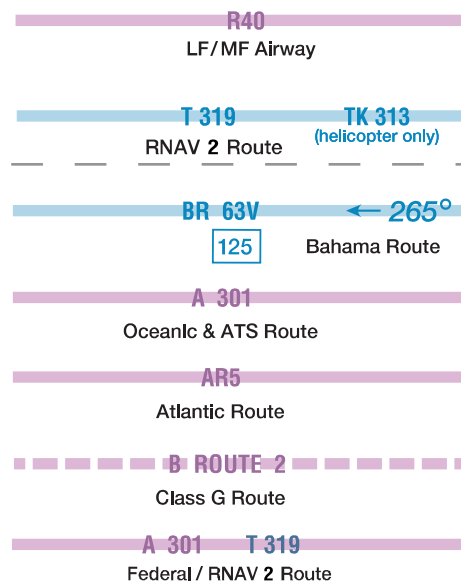 R40
LF/MF Airway
T 319 TK 313
RNAV 2 Route (helicopter only)
BR 63V ← 265°
125 Bahama Route
A 301
Oceanic & ATS Route
AR5
Atlantic Route
B ROUTE 2
Class G Route
A 301 T 319
Federal / RNAV 2 Route